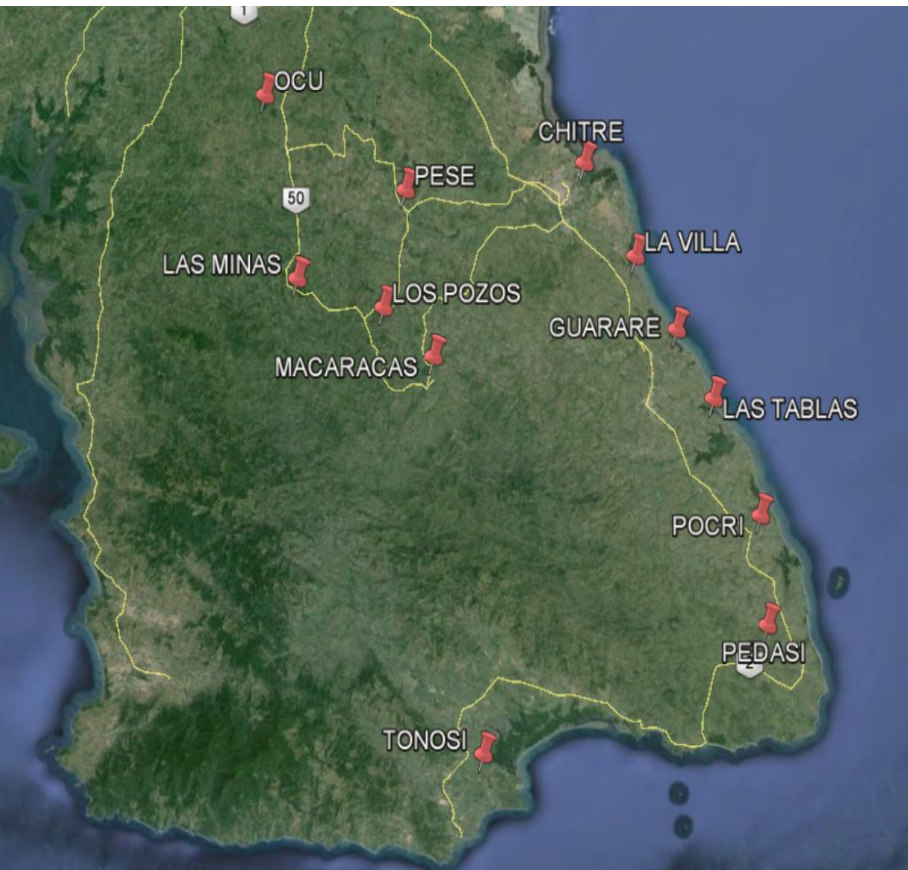 1
OCU
CHITRE
PESE
50
LA VILLA
LAS MINAS
LOS POZOS
GUARARE
MACARACAS
LAS TABLAS
POCRI
PEDASI
2
TONOSI